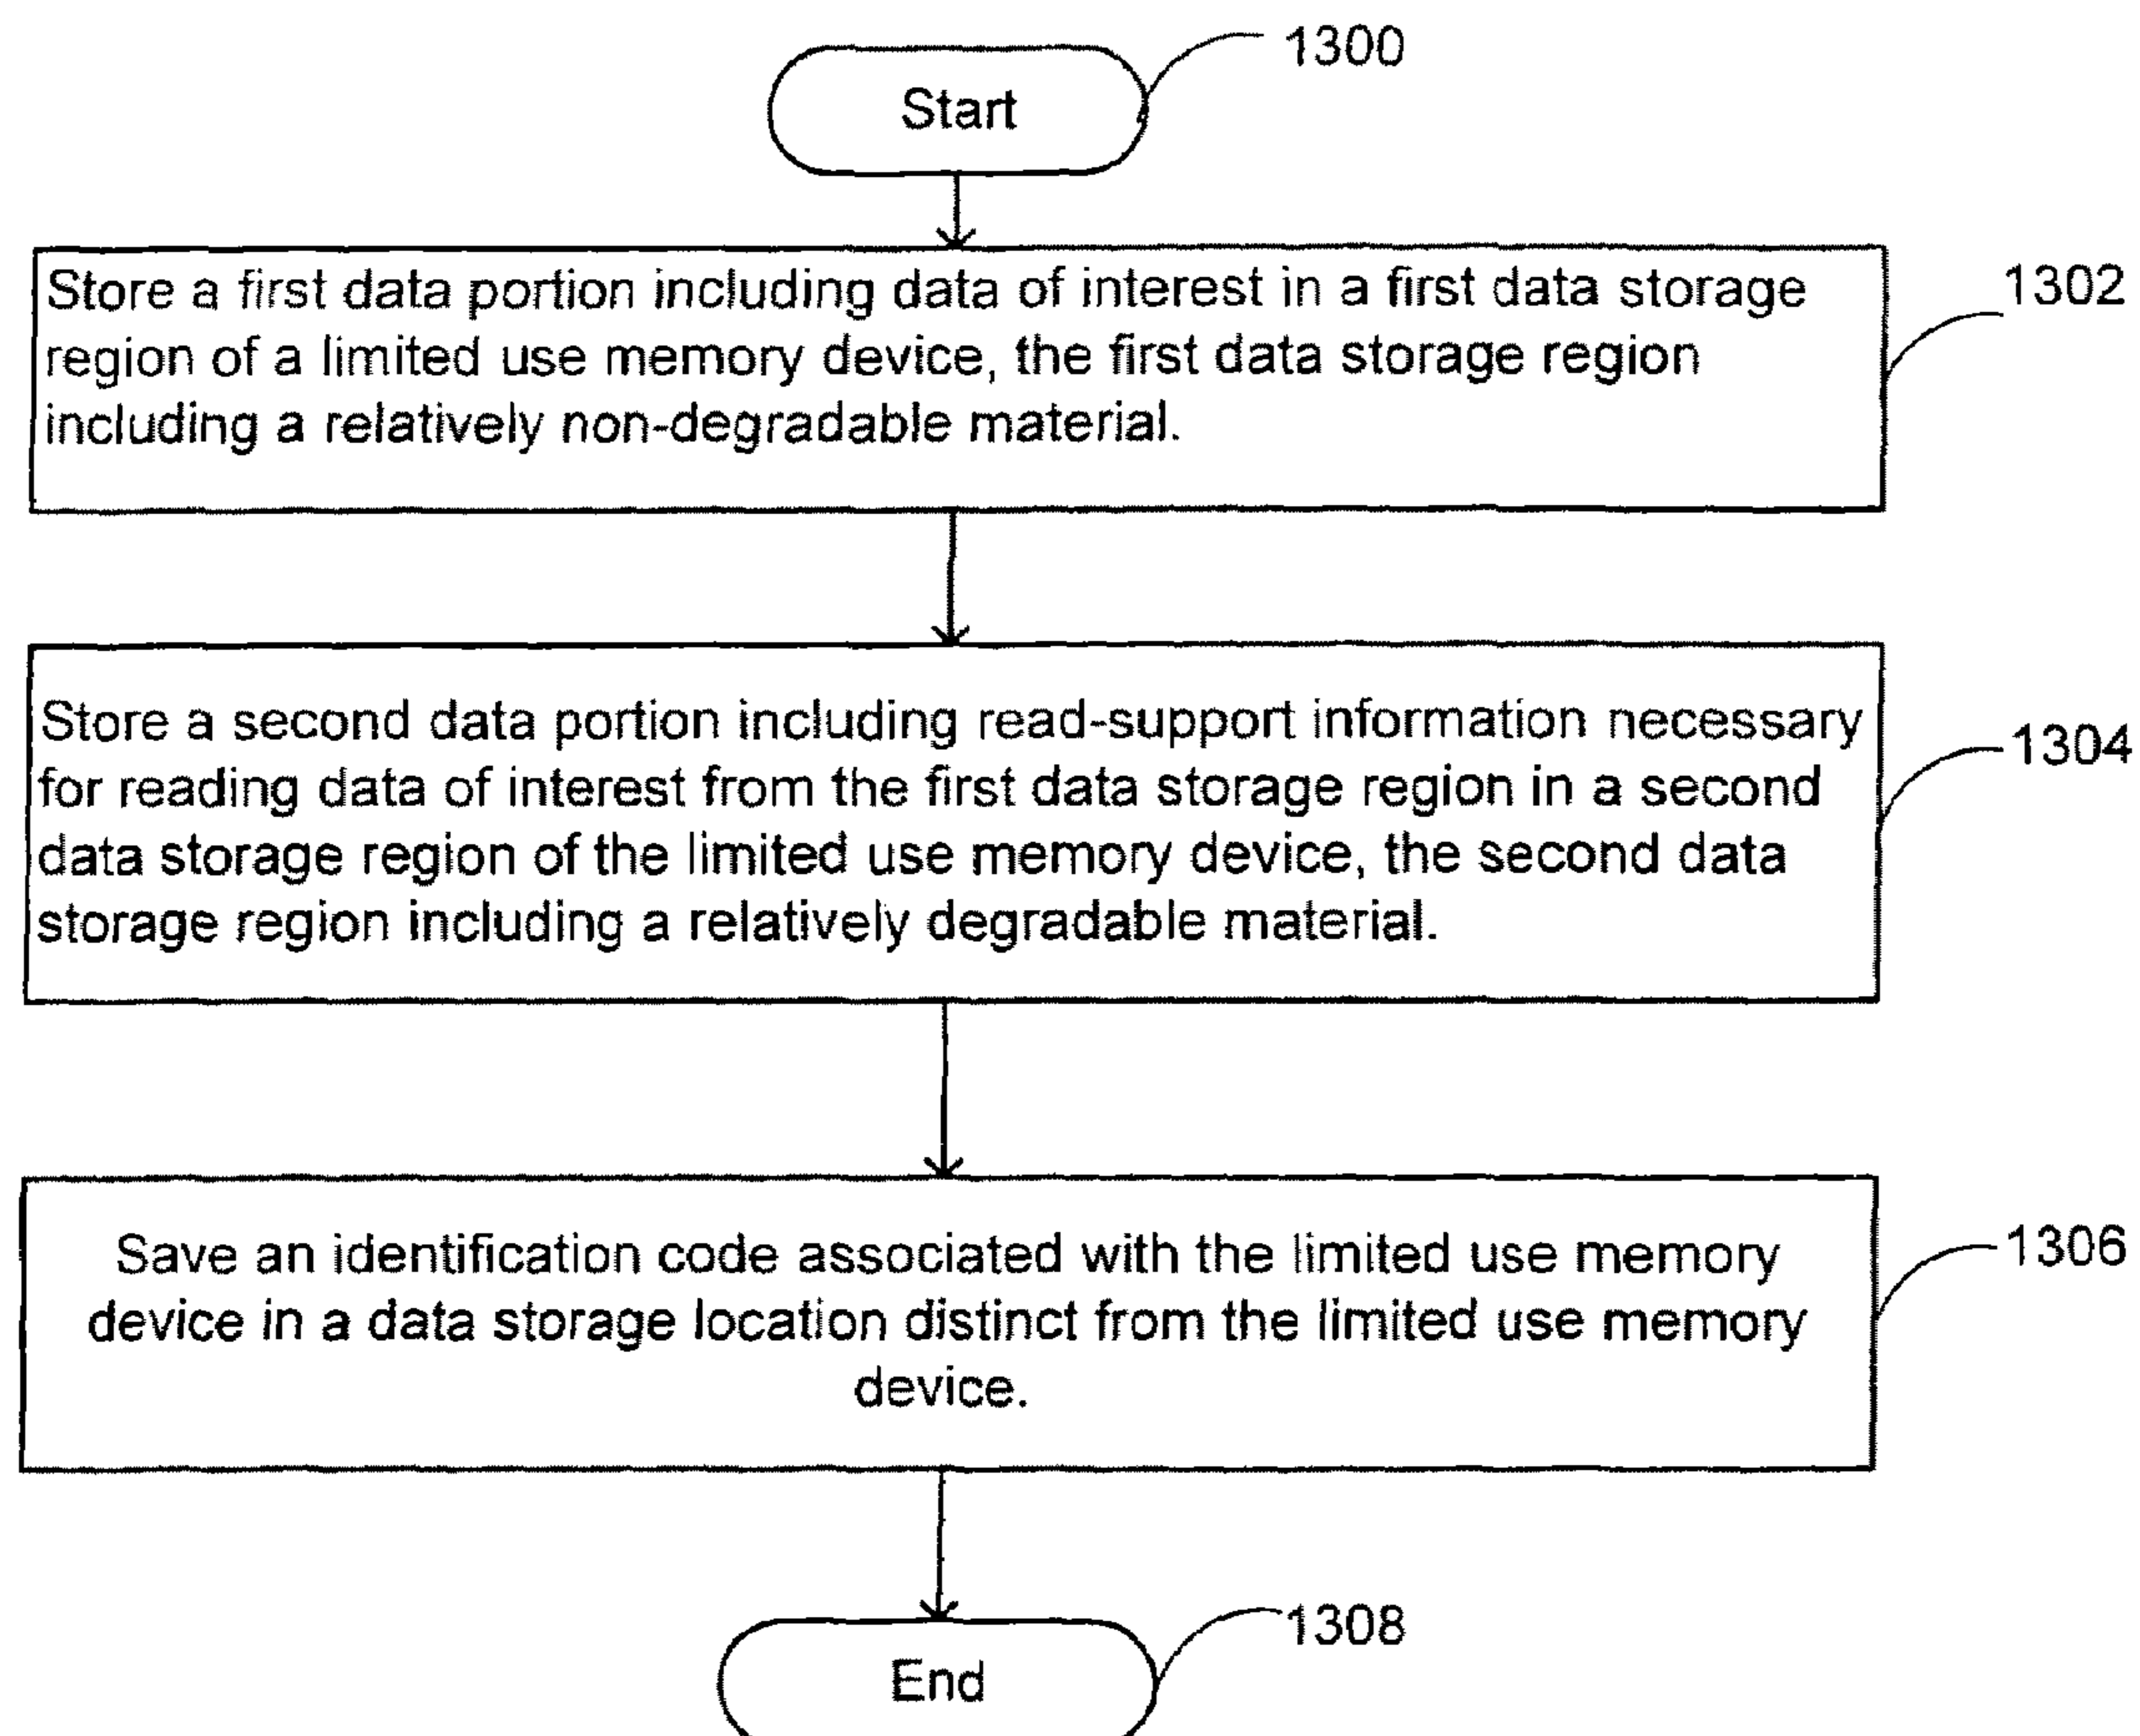 1300
Start
Store a first data portion including data of interest in a first data storage
region of a limited use memory device, the first data storage region
including a relatively non-degradable material.
1302
Store a second data portion including read-support information necessary
for reading data of interest from the first data storage region in a second
data storage region of the limited use memory device, the second data
storage region including a relatively degradable material.
1304
Save an identification code associated with the limited use memory
device in a data storage location distinct from the limited use memory
device.
1306
1308
End